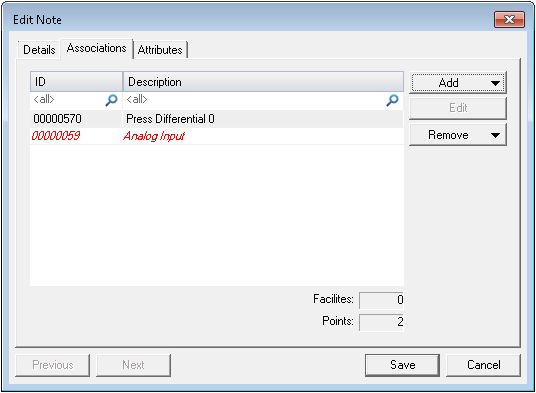 Edit Note
Details Associations Attributes
ID Description
<all> <all>
00000570 Press Differential 0
00000059 Analog Input
Add
Edit
Remove
Facilites: 0
Points: 2
Previous Next Save Cancel